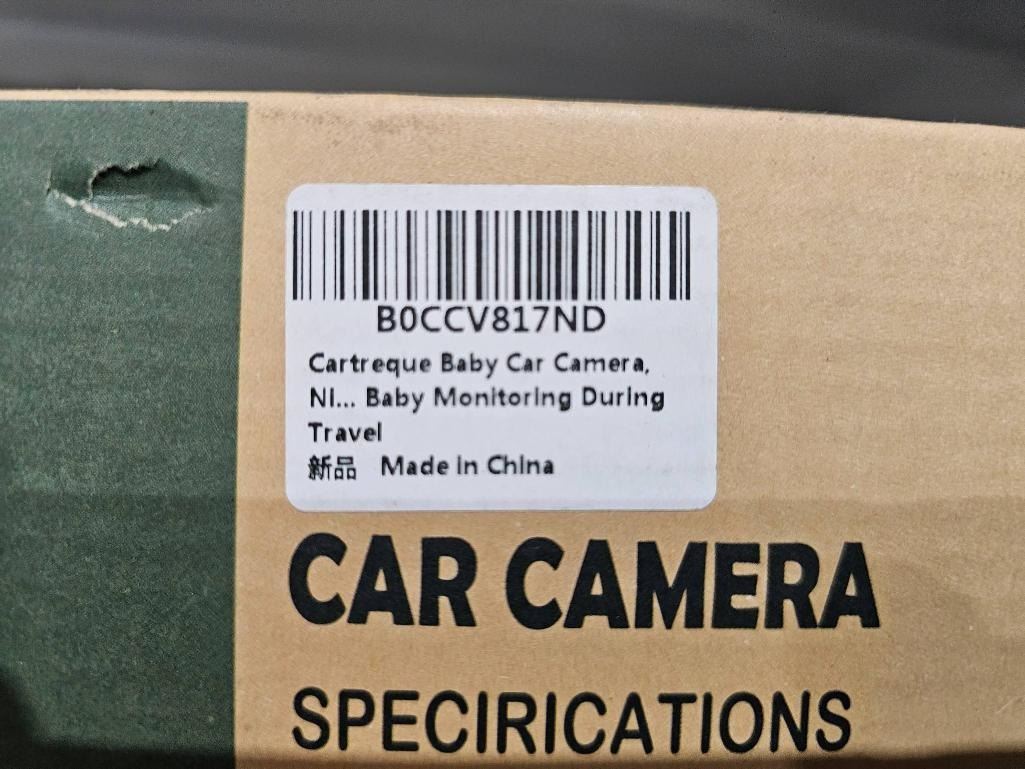 B0CCV817ND
Cartreque Baby Car Camera,
Ni... Baby Monitoring During
Travel
新品 Made in China
CAR CAMERA
SPECIRICATIONS